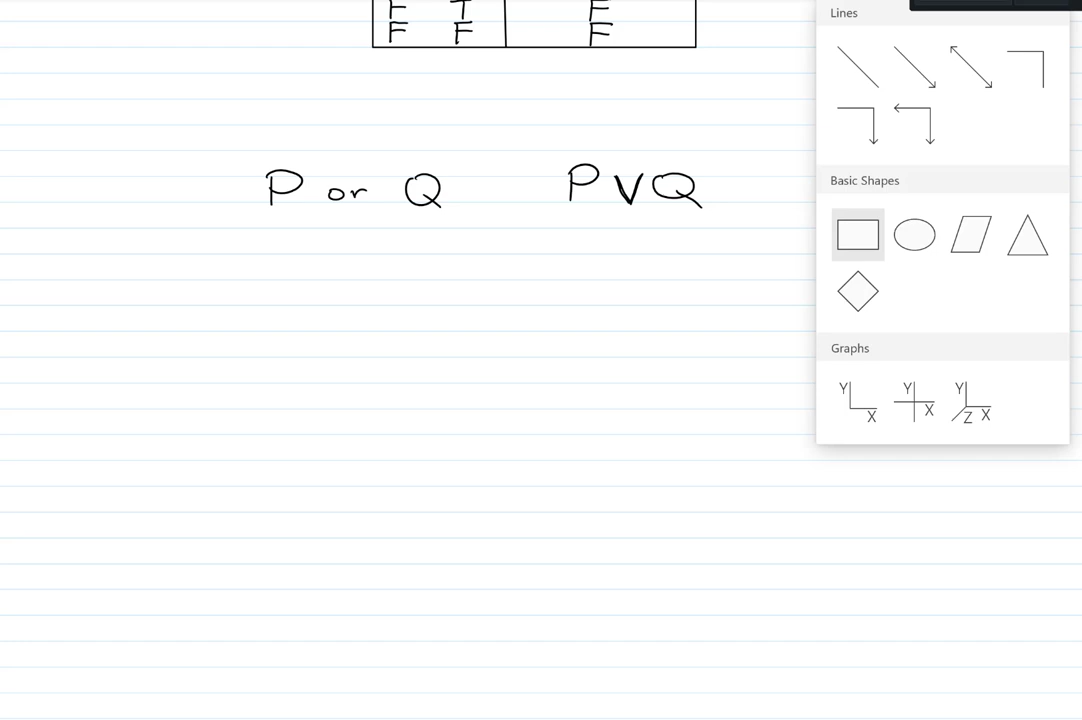 F T F
F F F
P or Q P∨Q
Lines
Basic Shapes
Graphs
Y X Y X Y Z X